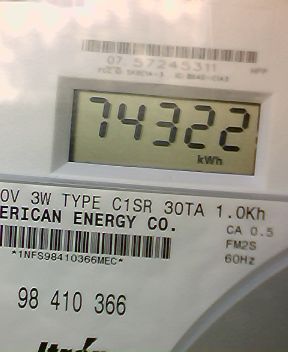 07 57245311
74322
kWh
0V 3W TYPE C1SR 30TA 1.0Kh
ERICAN ENERGY CO.
CA 0.5
FM2S
60Hz
*1NFS98410366MEC*
98 410 366
Itrón